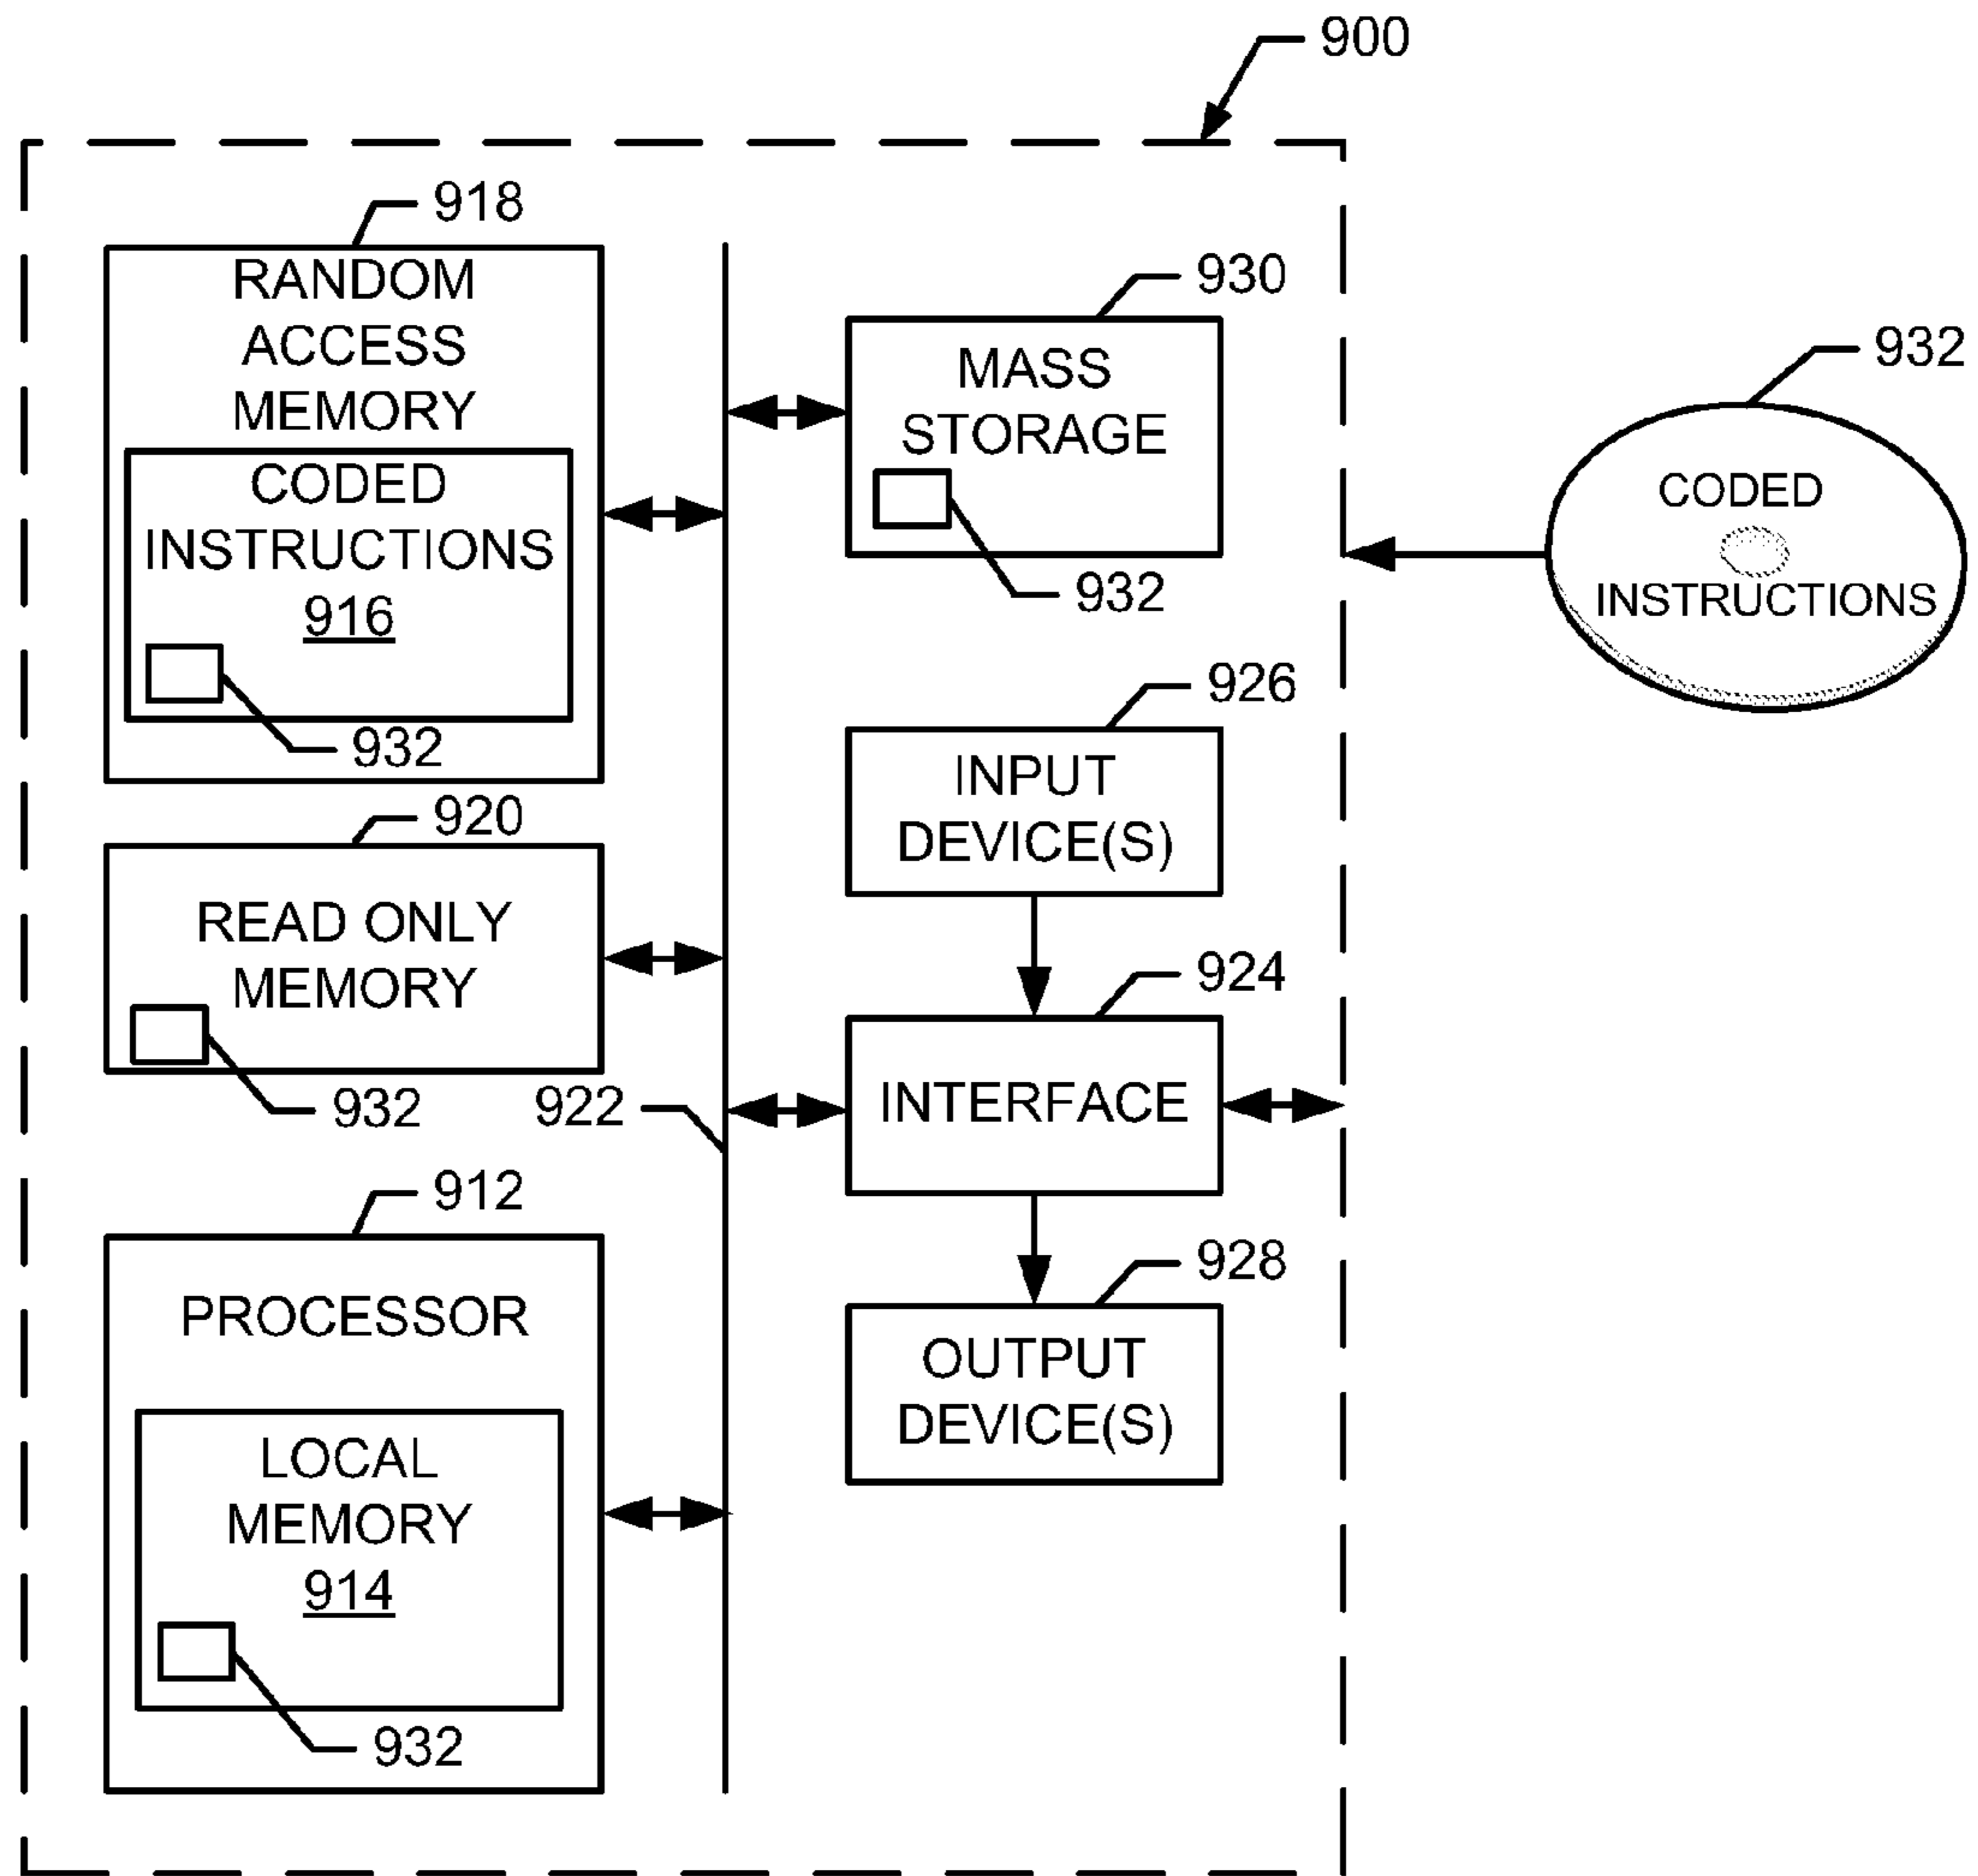 900
918
RANDOM
ACCESS
MEMORY
CODED
INSTRUCTIONS
916
932
930
MASS
STORAGE
932
932
CODED
INSTRUCTIONS
926
INPUT
DEVICE(S)
920
READ ONLY
MEMORY
932
922
924
INTERFACE
912
PROCESSOR
LOCAL
MEMORY
914
932
928
OUTPUT
DEVICE(S)